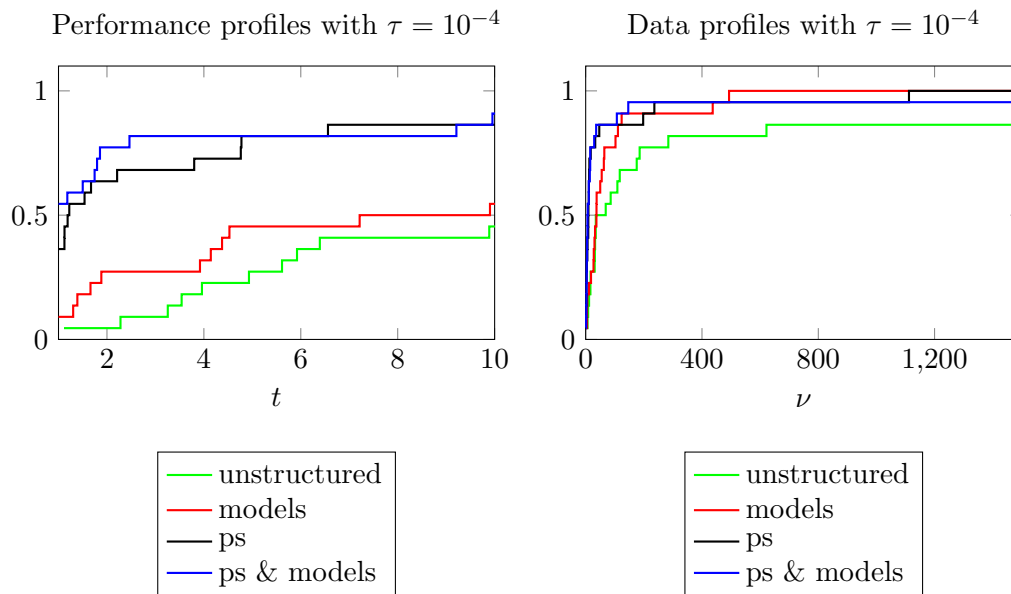 Performance profiles with τ = 10⁻⁴
1
0.5
0
2 4 6 8 10
t
unstructured
models
ps
ps & models
Data profiles with τ = 10⁻⁴
1
0.5
0
0 400 800 1,200
ν
unstructured
models
ps
ps & models